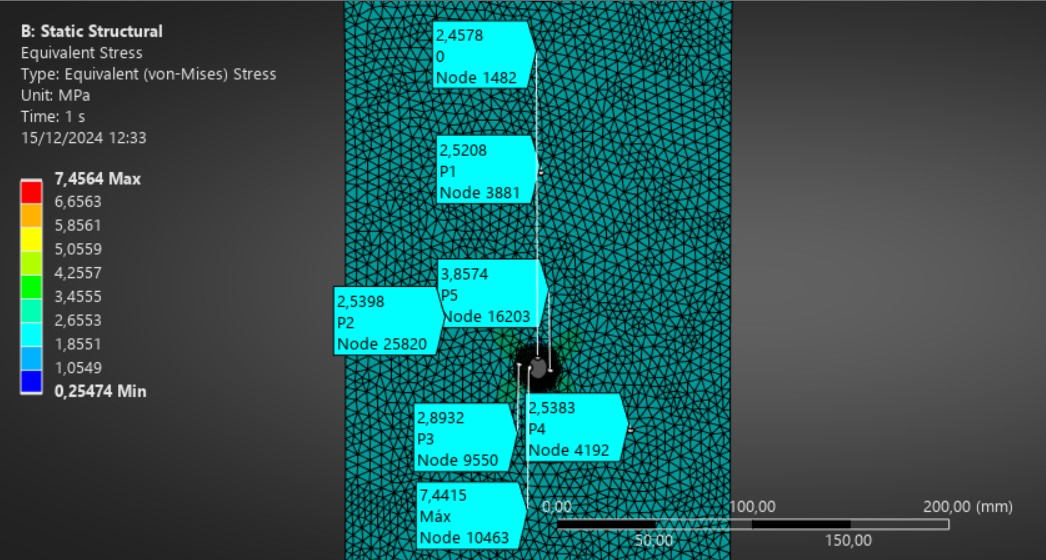 B: Static Structural
Equivalent Stress
Type: Equivalent (von-Mises) Stress
Unit: MPa
Time: 1 s
15/12/2024 12:33
7,4564 Max
6,6563
5,8561
5,0559
4,2557
3,4555
2,6553
1,8551
1,0549
0,25474 Min
2,4578
0
Node 1482
2,5208
P1
Node 3881
3,8574
P5
Node 16203
2,5398
P2
Node 25820
2,8932
P3
Node 9550
2,5383
P4
Node 4192
7,4415
Máx
Node 10463
0,00
100,00
200,00 (mm)
50,00
150,00